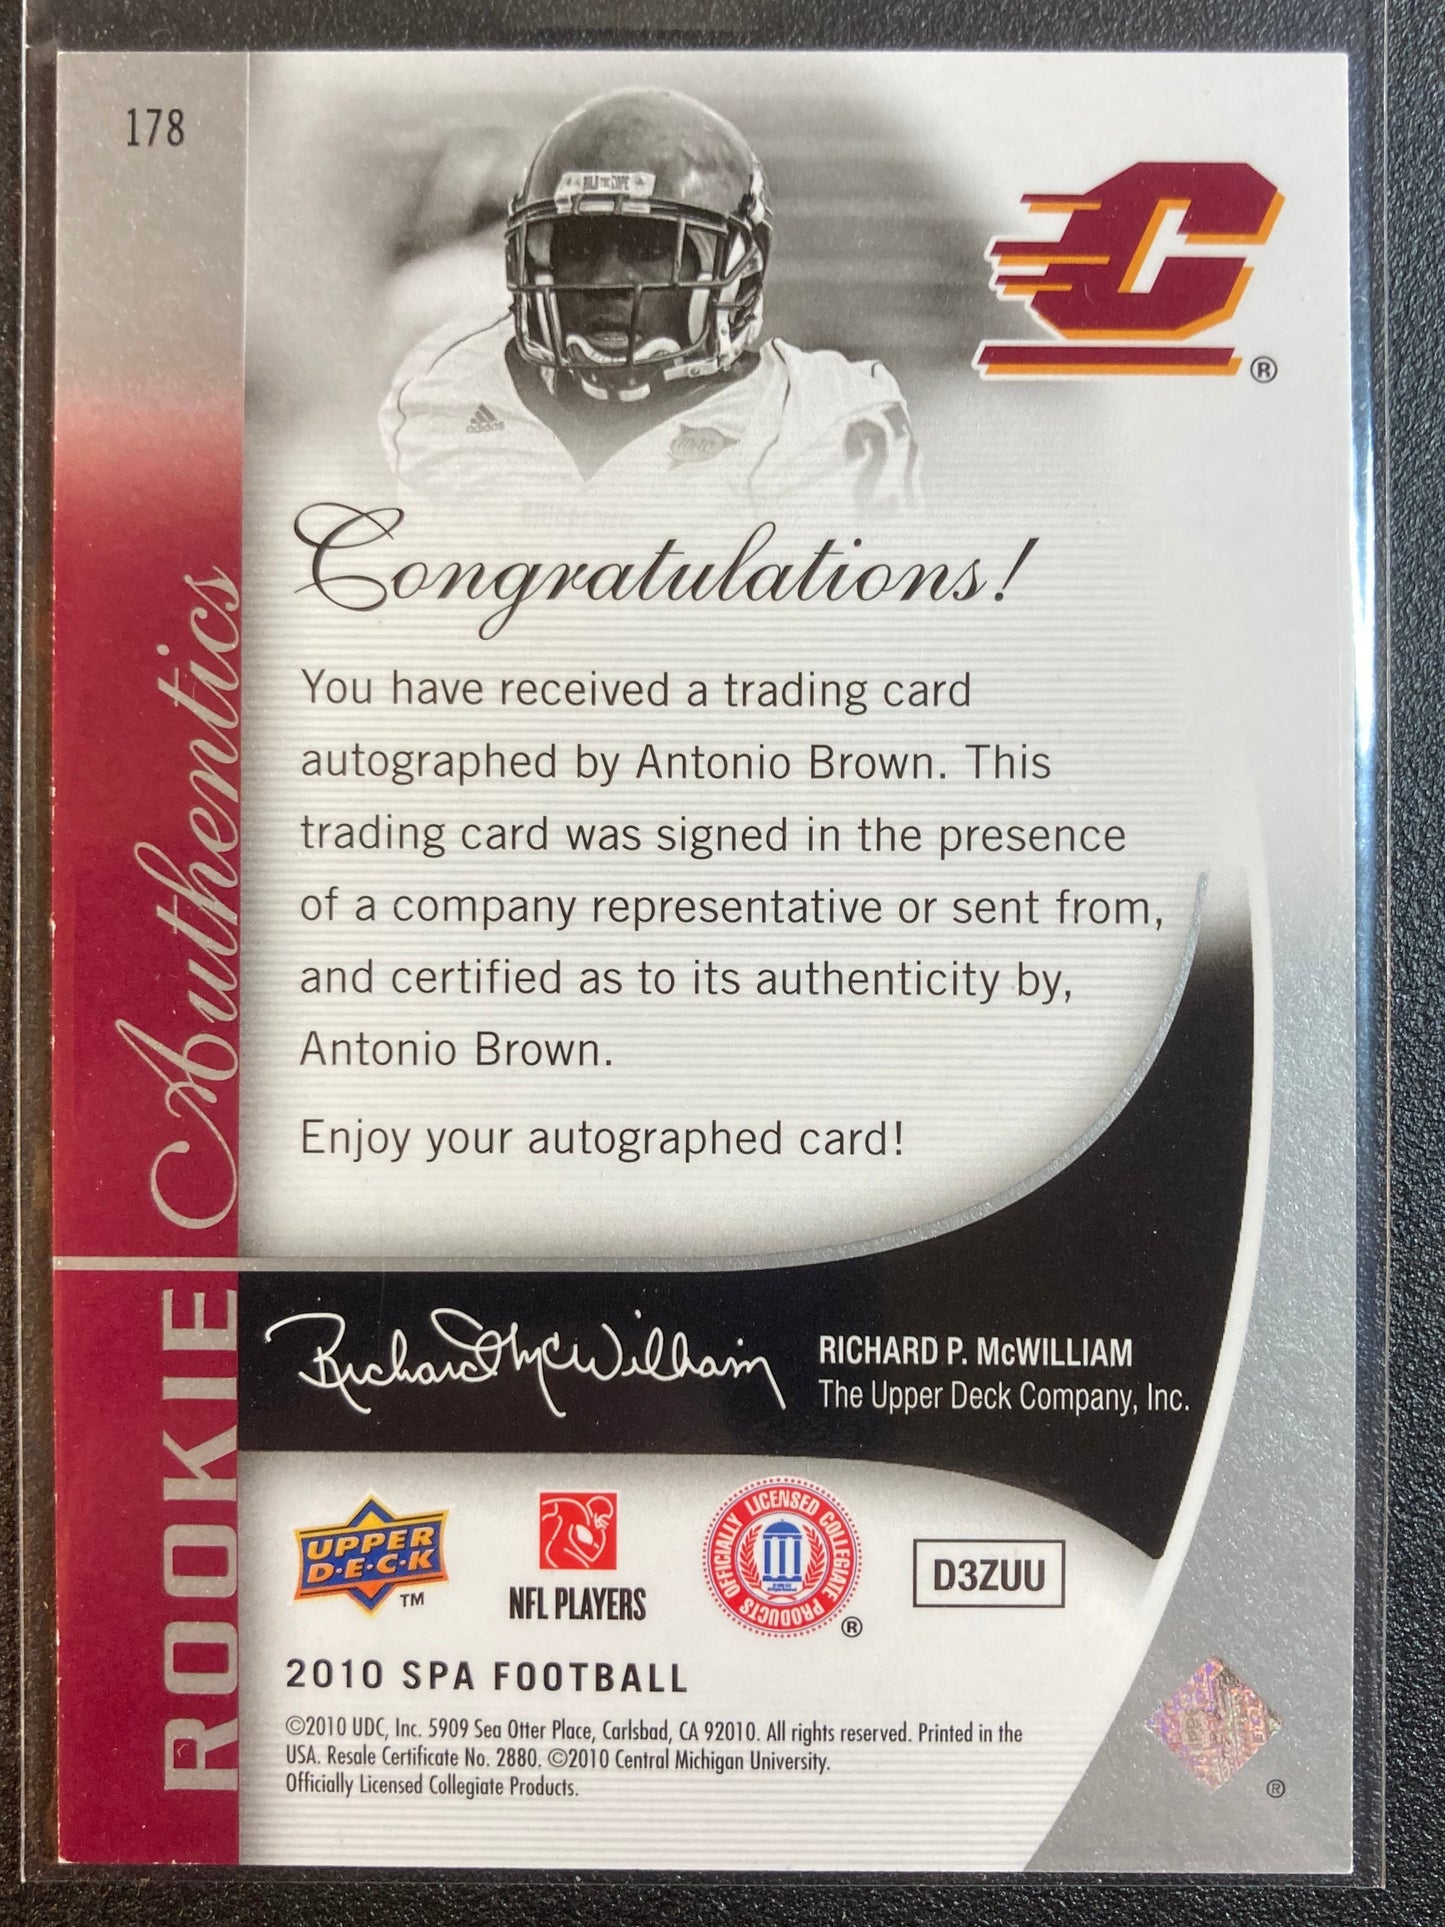 178
®
adidas
MAC
Congratulations!
You have received a trading card
autographed by Antonio Brown. This
trading card was signed in the presence
of a company representative or sent from,
and certified as to its authenticity by,
Antonio Brown.
Enjoy your autographed card!
ROOKIE Authentics
Richard McWilliam
RICHARD P. McWILLIAM
The Upper Deck Company, Inc.
UPPER
D·E·C·K
TM
NFL PLAYERS
OFFICIALLY LICENSED COLLEGIATE PRODUCTS
®
D3ZUU
2010 SPA FOOTBALL
©2010 UDC, Inc. 5909 Sea Otter Place, Carlsbad, CA 92010. All rights reserved. Printed in the
USA. Resale Certificate No. 2880. ©2010 Central Michigan University.
Officially Licensed Collegiate Products.
®